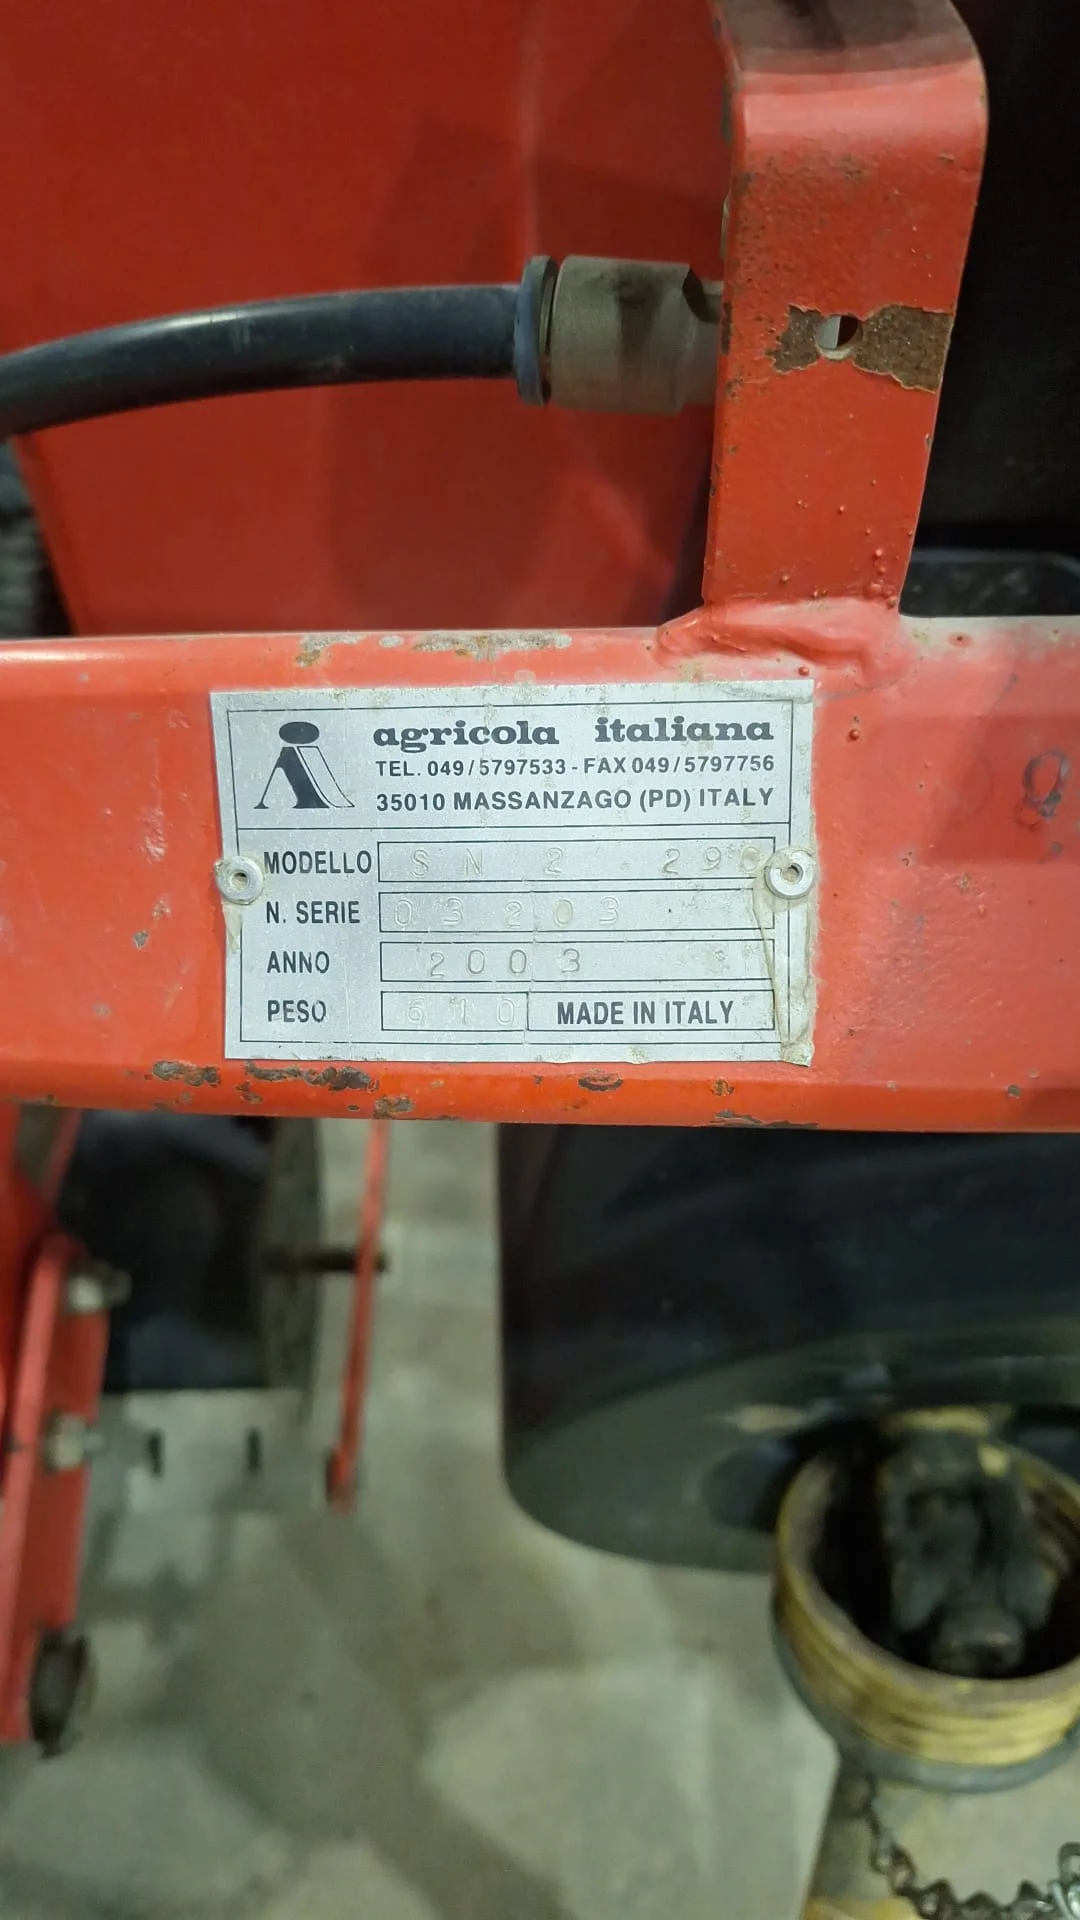 agricola italiana
TEL. 049/5797533 - FAX 049/5797756
35010 MASSANZAGO (PD) ITALY
MODELLO SN 2 290
N. SERIE 03 203
ANNO 2003
PESO 610 MADE IN ITALY